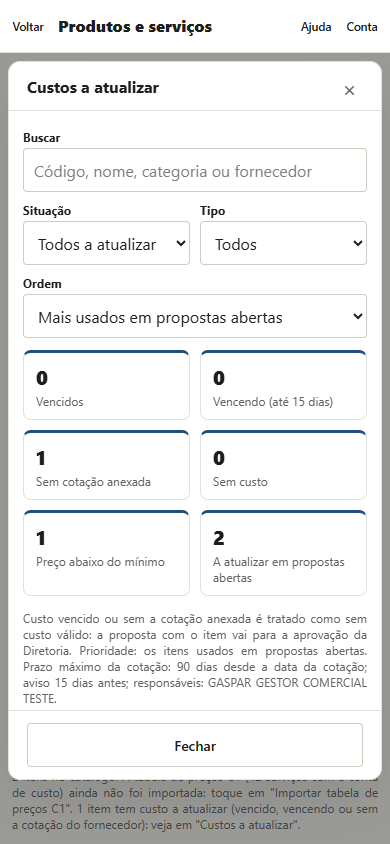 Voltar Produtos e serviços Ajuda Conta
Custos a atualizar ×
Buscar
Código, nome, categoria ou fornecedor
Situação Tipo
Todos a atualizar Todos
Ordem
Mais usados em propostas abertas
0 0
Vencidos Vencendo (até 15 dias)
1 0
Sem cotação anexada Sem custo
1 2
Preço abaixo do mínimo A atualizar em propostas
abertas
Custo vencido ou sem a cotação anexada é tratado como sem
custo válido: a proposta com o item vai para a aprovação da
Diretoria. Prioridade: os itens usados em propostas abertas.
Prazo máximo da cotação: 90 dias desde a data da cotação;
aviso 15 dias antes; responsáveis: GASPAR GESTOR COMERCIAL
TESTE.
Fechar
de custo) ainda não foi importada: toque em "Importar tabela de
preços C1". 1 item tem custo a atualizar (vencido, vencendo ou sem
a cotação do fornecedor): veja em "Custos a atualizar".